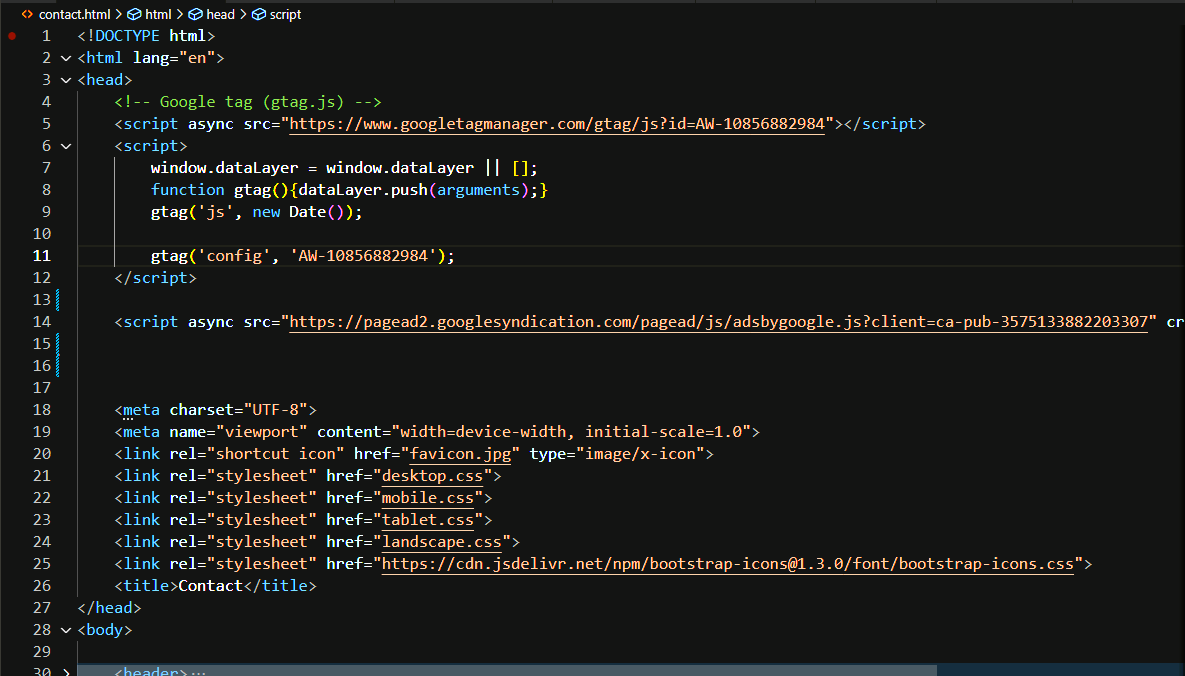 contact.html > html > head > script
1 <!DOCTYPE html>
2 <html lang="en">
3 <head>
4 <!-- Google tag (gtag.js) -->
5 <script async src="https://www.googletagmanager.com/gtag/js?id=AW-10856882984"></script>
6 <script>
7 window.dataLayer = window.dataLayer || [];
8 function gtag(){dataLayer.push(arguments);}
9 gtag('js', new Date());
10
11 gtag('config', 'AW-10856882984');
12 </script>
13
14 <script async src="https://pagead2.googlesyndication.com/pagead/js/adsbygoogle.js?client=ca-pub-3575133882203307" cr
15
16
17
18 <meta charset="UTF-8">
19 <meta name="viewport" content="width=device-width, initial-scale=1.0">
20 <link rel="shortcut icon" href="favicon.jpg" type="image/x-icon">
21 <link rel="stylesheet" href="desktop.css">
22 <link rel="stylesheet" href="mobile.css">
23 <link rel="stylesheet" href="tablet.css">
24 <link rel="stylesheet" href="landscape.css">
25 <link rel="stylesheet" href="https://cdn.jsdelivr.net/npm/bootstrap-icons@1.3.0/font/bootstrap-icons.css">
26 <title>Contact</title>
27 </head>
28 <body>
29
30 <header>…